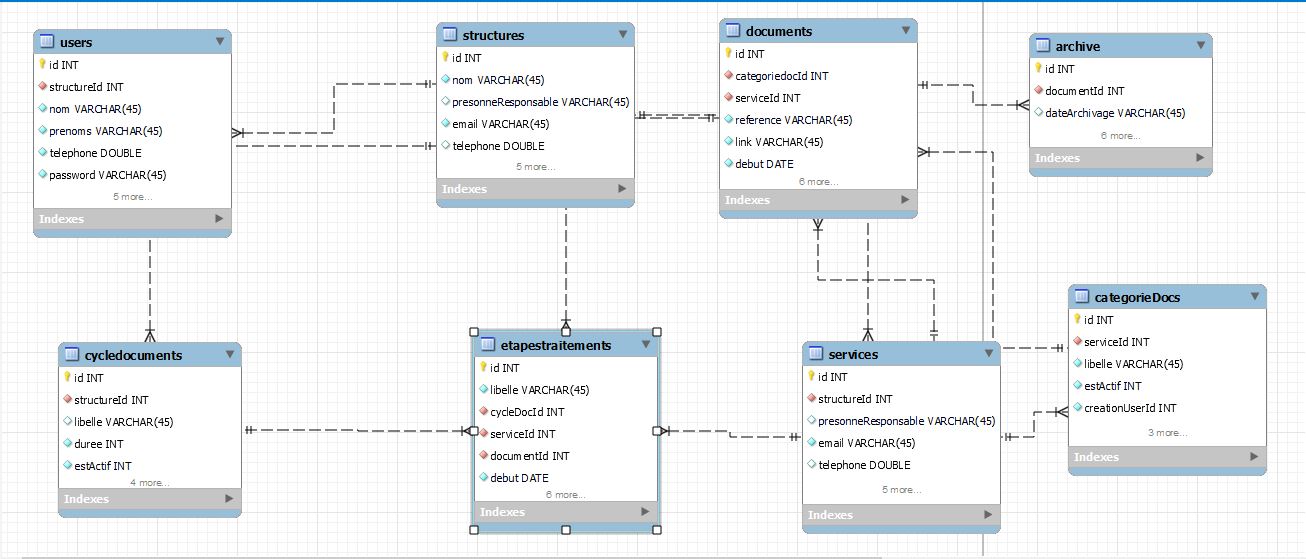 users
id INT
structureId INT
nom VARCHAR(45)
prenoms VARCHAR(45)
telephone DOUBLE
password VARCHAR(45)
5 more...
Indexes
structures
id INT
nom VARCHAR(45)
presonneResponsable VARCHAR(45)
email VARCHAR(45)
telephone DOUBLE
5 more...
Indexes
documents
id INT
categoriedocId INT
serviceId INT
reference VARCHAR(45)
link VARCHAR(45)
debut DATE
6 more...
Indexes
archive
id INT
documentId INT
dateArchivage VARCHAR(45)
6 more...
Indexes
cycledocuments
id INT
structureId INT
libelle VARCHAR(45)
duree INT
estActif INT
4 more...
Indexes
etapestraitements
id INT
libelle VARCHAR(45)
cycleDocId INT
serviceId INT
documentId INT
debut DATE
6 more...
Indexes
services
id INT
structureId INT
presonneResponsable VARCHAR(45)
email VARCHAR(45)
telephone DOUBLE
5 more...
Indexes
categorieDocs
id INT
serviceId INT
libelle VARCHAR(45)
estActif INT
creationUserId INT
3 more...
Indexes